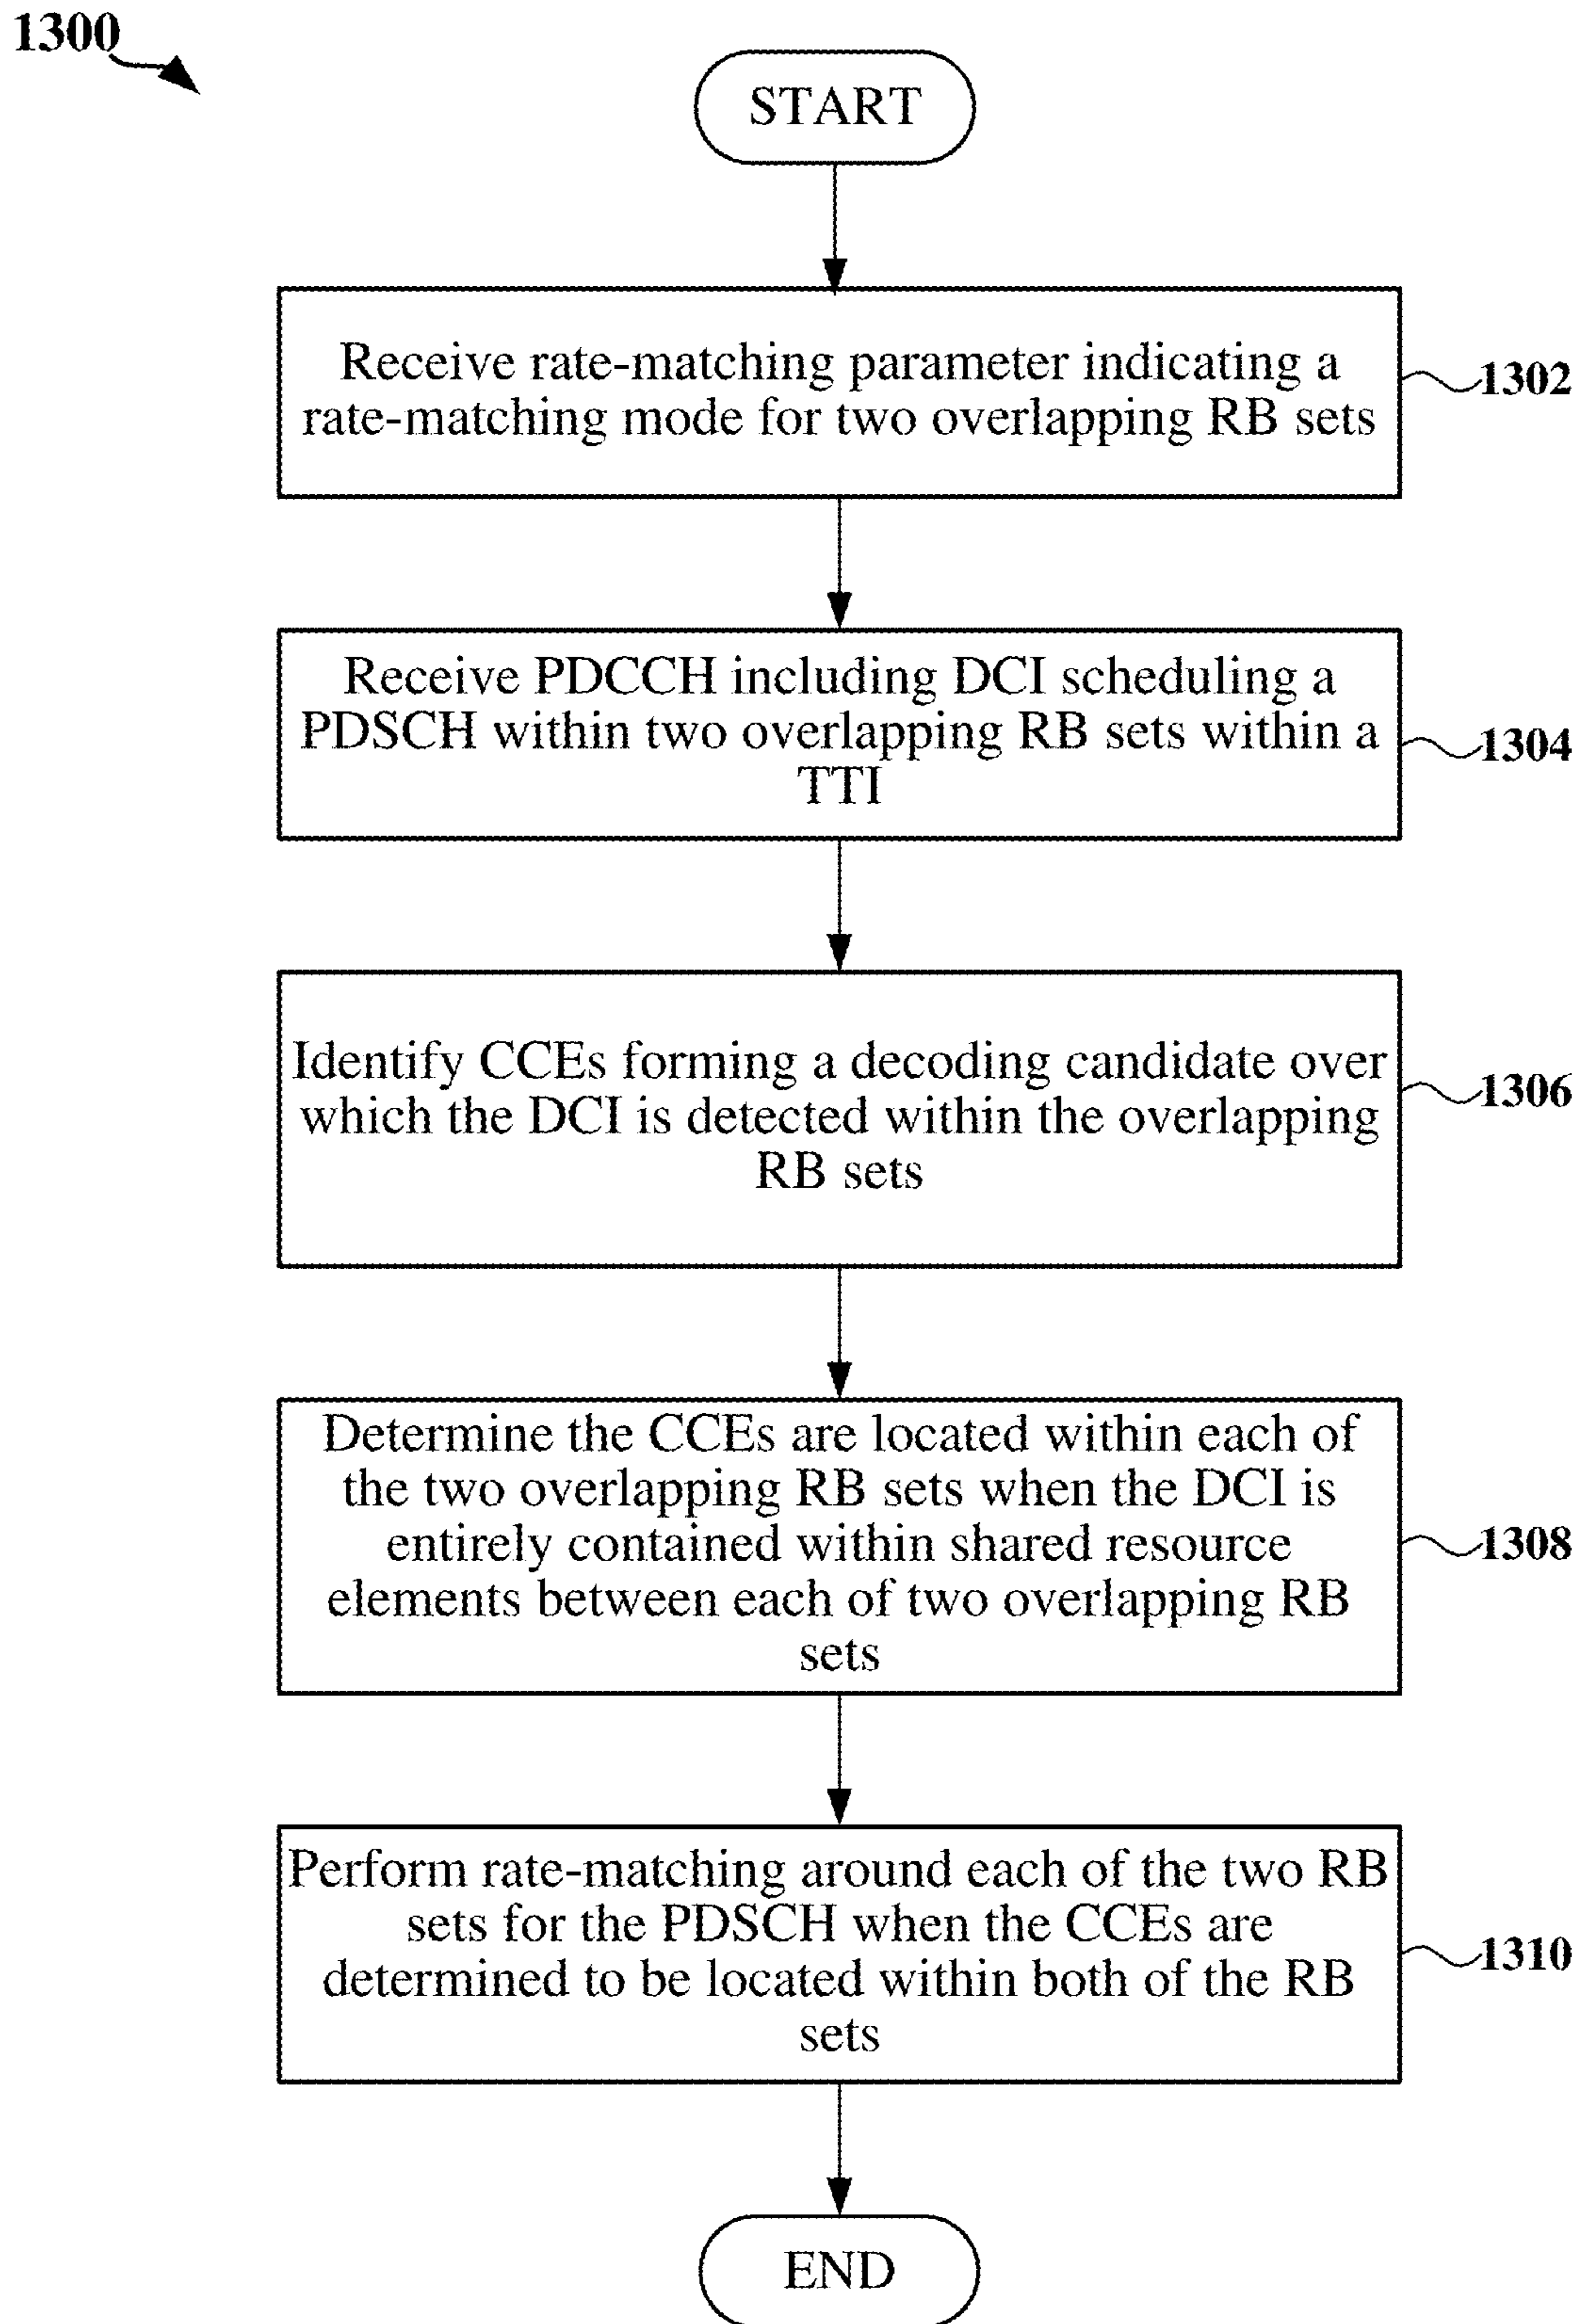 1300
START
Receive rate-matching parameter indicating a
rate-matching mode for two overlapping RB sets
1302
Receive PDCCH including DCI scheduling a
PDSCH within two overlapping RB sets within a
TTI
1304
Identify CCEs forming a decoding candidate over
which the DCI is detected within the overlapping
RB sets
1306
Determine the CCEs are located within each of
the two overlapping RB sets when the DCI is
entirely contained within shared resource
elements between each of two overlapping RB
sets
1308
Perform rate-matching around each of the two RB
sets for the PDSCH when the CCEs are
determined to be located within both of the RB
sets
1310
END